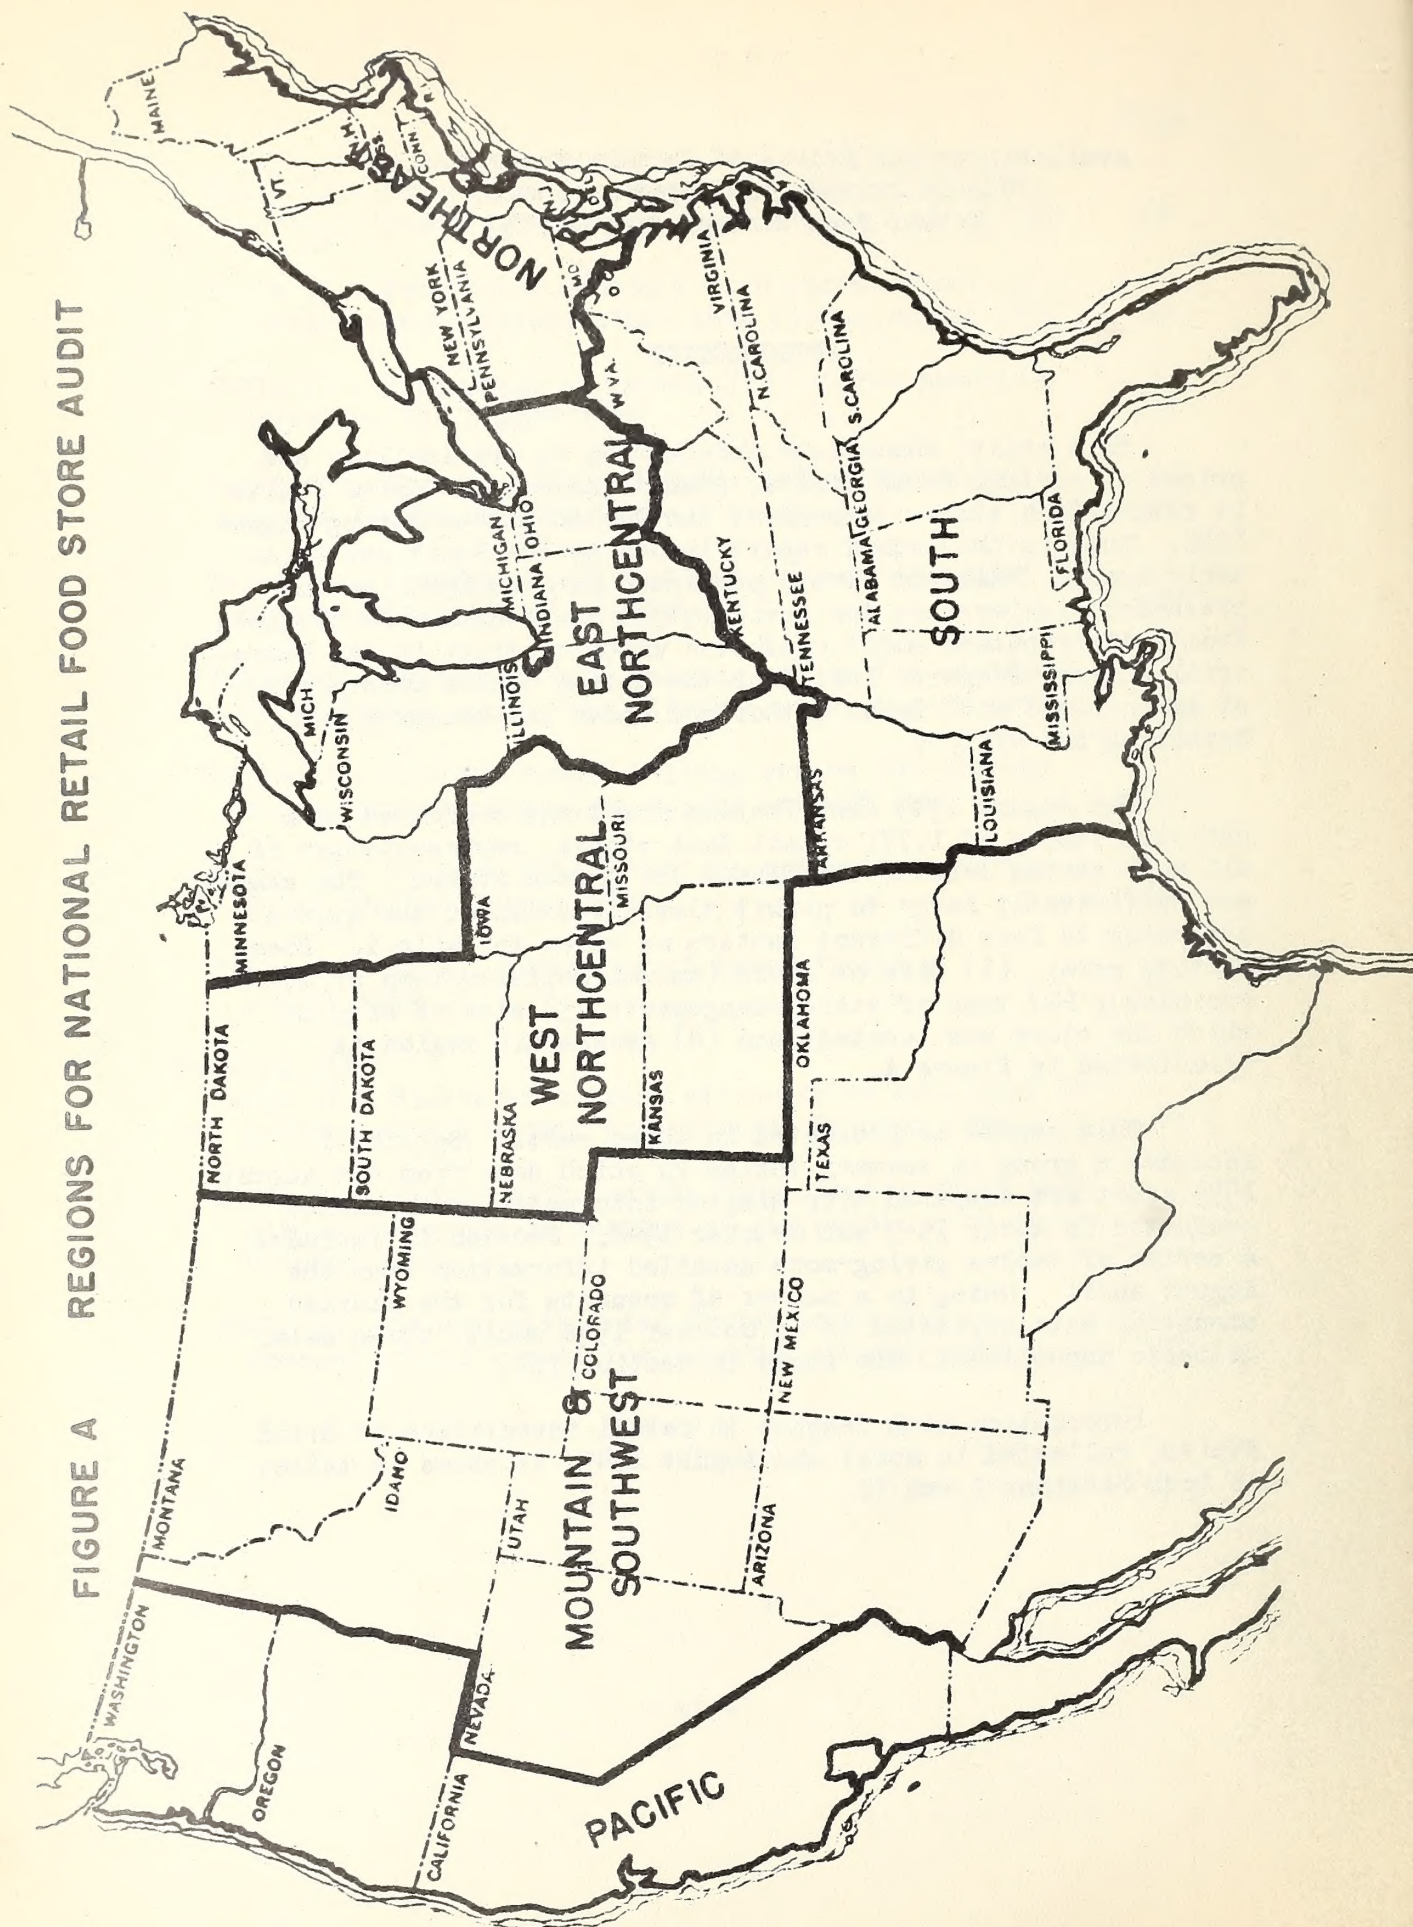 FIGURE A REGIONS FOR NATIONAL RETAIL FOOD STORE AUDIT
WASHINGTON
MONTANA
NORTH DAKOTA
MINNESOTA
MICH
WISCONSIN
VT.
N.H.
MAINE
OREGON
IDAHO
WYOMING
SOUTH DAKOTA
IOWA
ILLINOIS
MICHIGAN
INDIANA
OHIO
NEW YORK
PENNSYLVANIA
CONN
NORTHEAST
CALIFORNIA
NEVADA
UTAH
NEBRASKA
N.J.
DEL
MD
PACIFIC
MOUNTAIN &
SOUTHWEST
COLORADO
WEST
NORTHCENTRAL
KANSAS
MISSOURI
EAST
NORTHCENTRAL
W.VA.
KENTUCKY
VIRGINIA
ARIZONA
NEW MEXICO
TEXAS
OKLAHOMA
ARKANSAS
TENNESSEE
N.CAROLINA
S.CAROLINA
ALABAMA
GEORGIA
SOUTH
LOUISIANA
MISSISSIPPI
FLORIDA